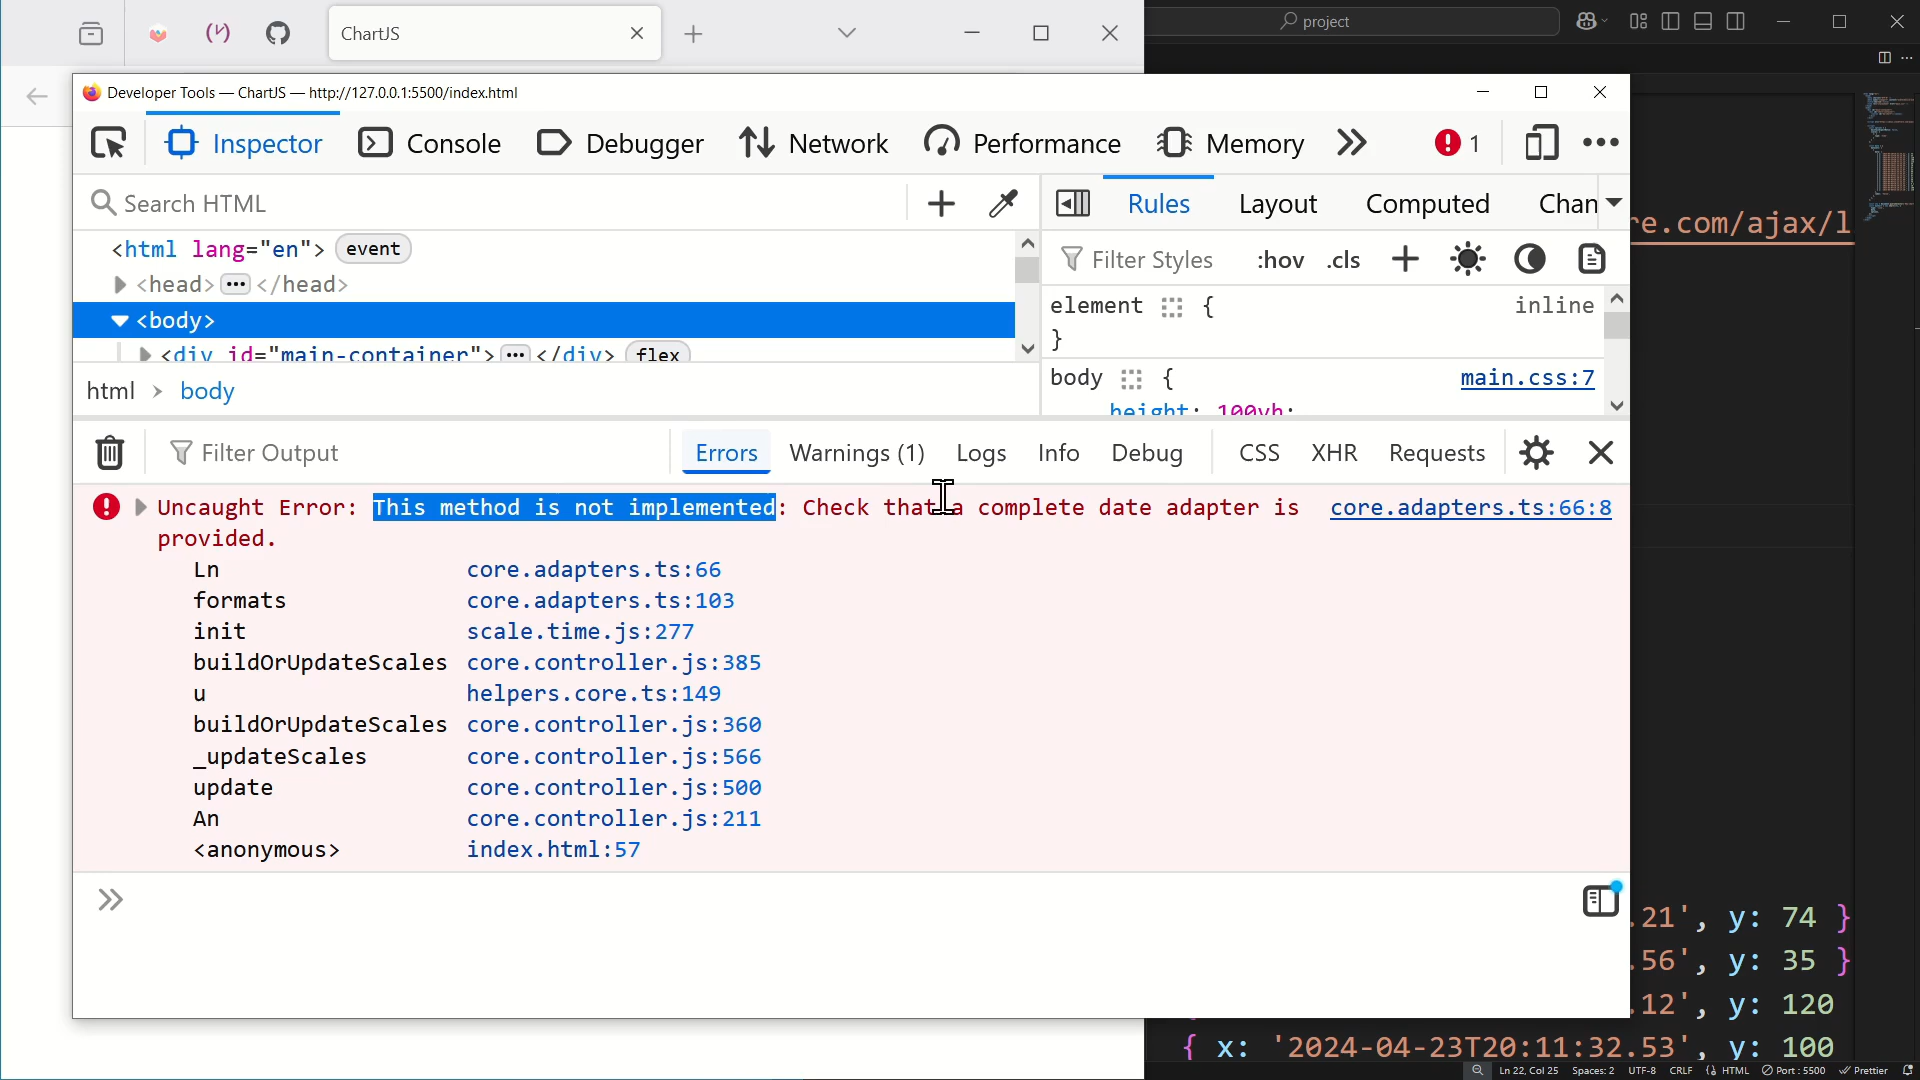 ChartJS
project
Developer Tools — ChartJS — http://127.0.0.1:5500/index.html
Inspector Console Debugger Network Performance Memory 1
Search HTML
Rules Layout Computed Chan
re.com/ajax/l
<html lang="en"> event
<head> ••• </head>
<body>
<div id="main-container"> ••• </div> flex
html > body
Filter Styles :hov .cls
element { inline
}
body { main.css:7
height: 100vh;
Filter Output Errors Warnings (1) Logs Info Debug CSS XHR Requests
Uncaught Error: This method is not implemented: Check that a complete date adapter is core.adapters.ts:66:8
provided.
Ln core.adapters.ts:66
formats core.adapters.ts:103
init scale.time.js:277
buildOrUpdateScales core.controller.js:385
u helpers.core.ts:149
buildOrUpdateScales core.controller.js:360
_updateScales core.controller.js:566
update core.controller.js:500
An core.controller.js:211
<anonymous> index.html:57
.21', y: 74 }
.56', y: 35 }
.12', y: 120
{ x: '2024-04-23T20:11:32.53', y: 100
Ln 22, Col 25 Spaces: 2 UTF-8 CRLF {} HTML Port : 5500 Prettier